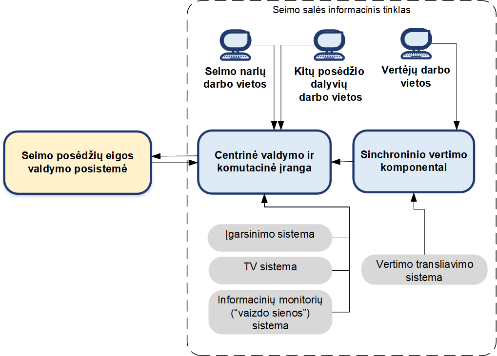 Seimo salės informacinis tinklas
Seimo narių
darbo vietos
Kitų posėdžio
dalyvių
darbo vietos
Vertėjų darbo
vietos
Seimo posėdžių eigos
valdymo posistemė
Centrinė valdymo ir
komutacinė įranga
Sinchroninio vertimo
komponentai
Įgarsinimo sistema
TV sistema
Informacinių monitorių
("vaizdo sienos")
sistema
Vertimo transliavimo
sistema